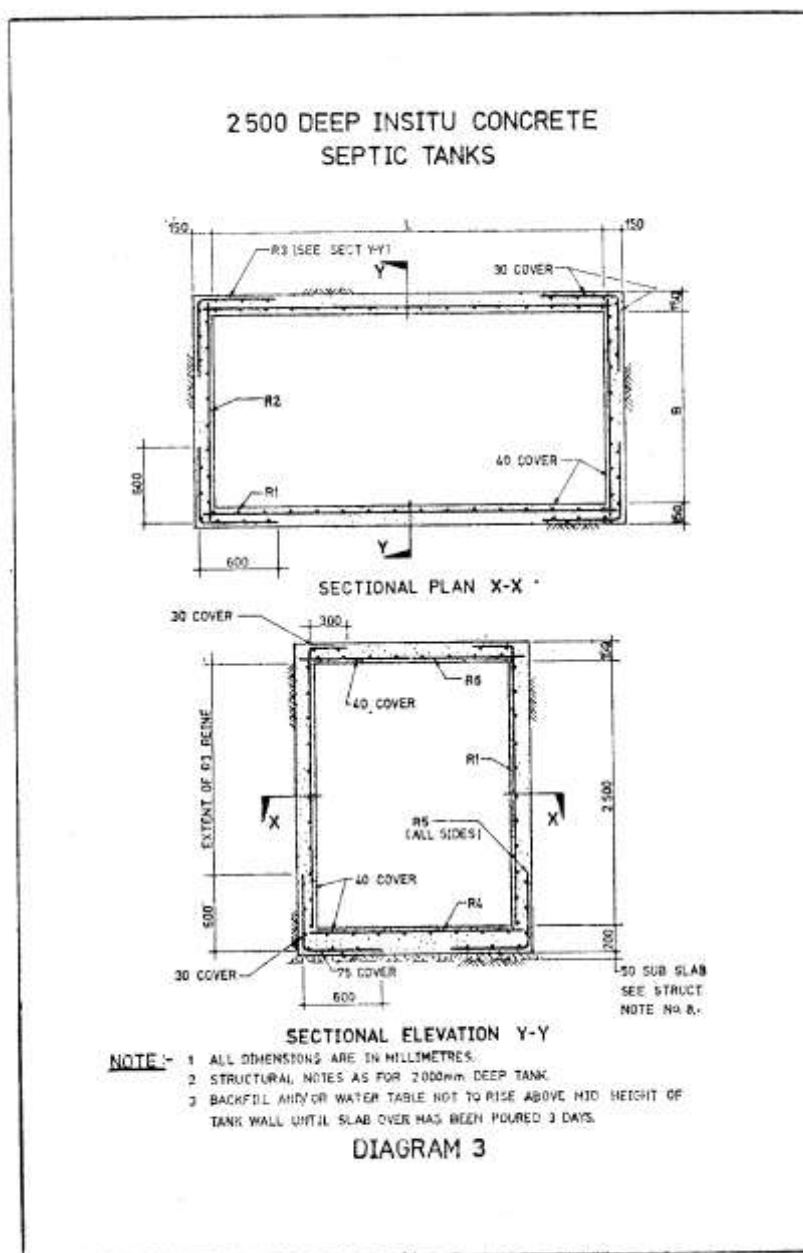 2500 DEEP INSITU CONCRETE
SEPTIC TANKS
150
L
150
R3 (SEE SECT Y-Y)
Y
30 COVER
R2
B
40 COVER
600
R1
150
Y
600
SECTIONAL PLAN X-X
30 COVER
300
R6
40 COVER
EXTENT OF R3 REINF
R1
2500
X
X
R5
(ALL SIDES)
40 COVER
R4
600
200
30 COVER
75 COVER
600
50 SUB SLAB
SEE STRUCT
NOTE No. 8.
SECTIONAL ELEVATION Y-Y
NOTE:- 1 ALL DIMENSIONS ARE IN MILLIMETRES.
2 STRUCTURAL NOTES AS FOR 2000mm DEEP TANK.
3 BACKFILL AND/OR WATER TABLE NOT TO RISE ABOVE MID HEIGHT OF
TANK WALL UNTIL SLAB OVER HAS BEEN POURED 3 DAYS.
DIAGRAM 3